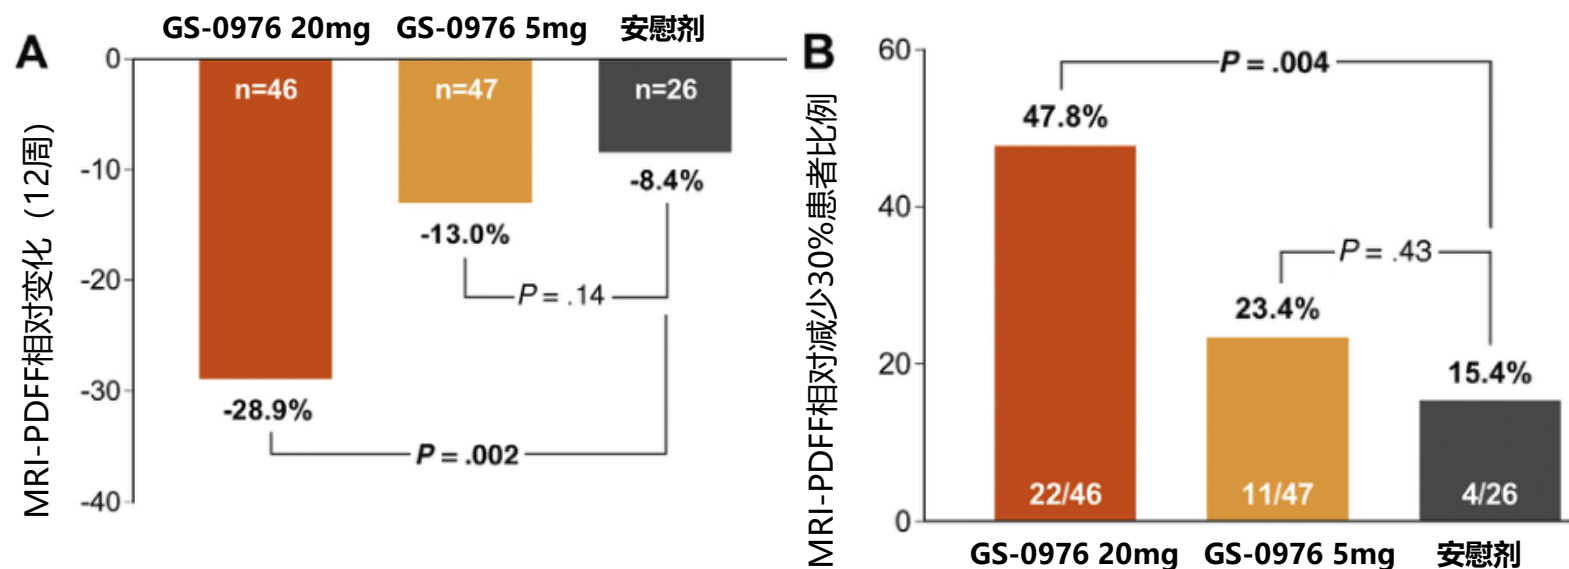 A
GS-0976 20mg
GS-0976 5mg
安慰剂
MRI-PDFF相对变化（12周）
0
-10
-20
-30
-40
n=46
n=47
n=26
-28.9%
-13.0%
-8.4%
P = .14
P = .002
B
MRI-PDFF相对减少30%患者比例
60
40
20
0
P = .004
47.8%
P = .43
23.4%
15.4%
22/46
11/47
4/26
GS-0976 20mg
GS-0976 5mg
安慰剂